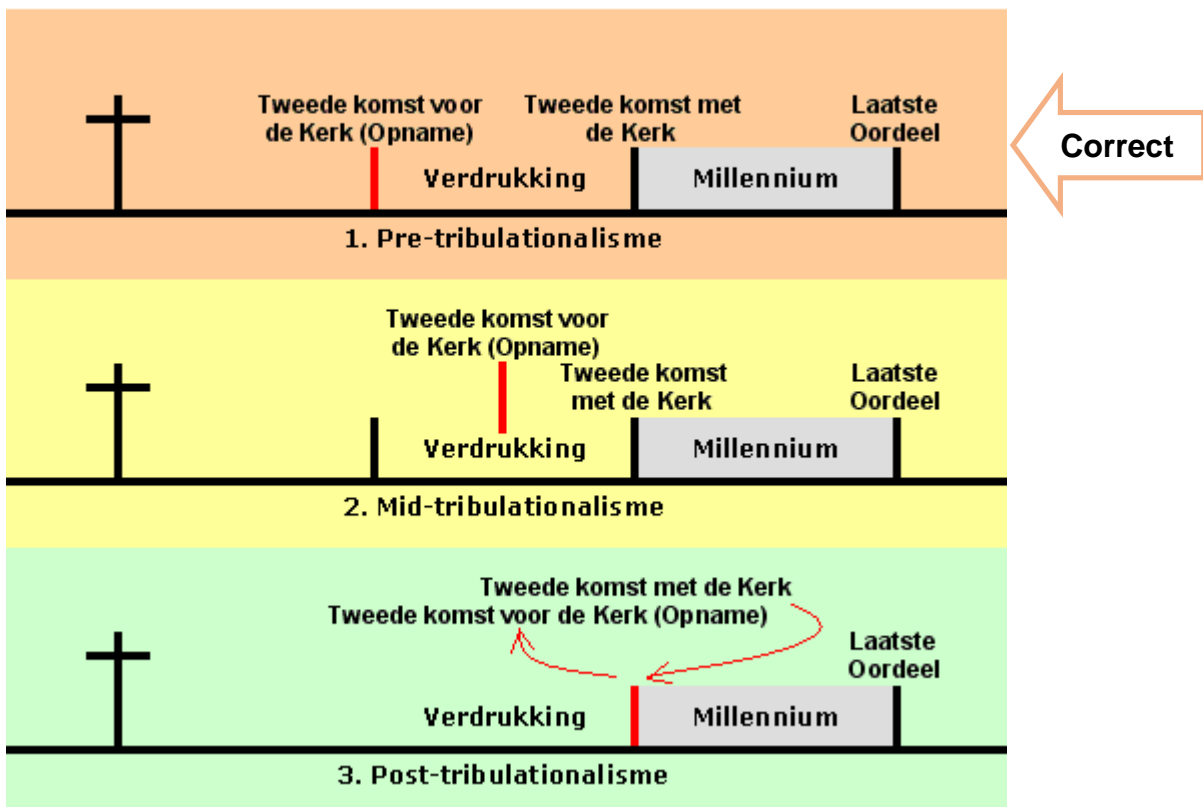 Tweede komst voor
de Kerk (Opname)
Tweede komst met
de Kerk
Laatste
Oordeel
Correct
Verdrukking
Millennium
1. Pre-tribulationalisme
Tweede komst voor
de Kerk (Opname)
Tweede komst
met de Kerk
Laatste
Oordeel
Verdrukking
Millennium
2. Mid-tribulationalisme
Tweede komst met de Kerk
Tweede komst voor de Kerk (Opname)
Laatste
Oordeel
Verdrukking
Millennium
3. Post-tribulationalisme